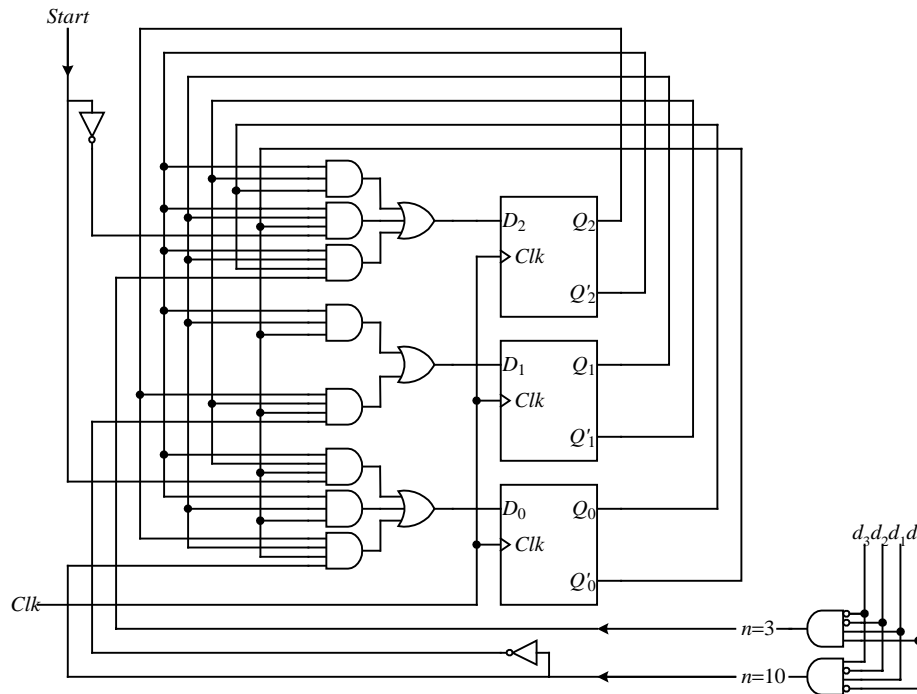 Start
D₂ Q₂
Clk
Q'₂
D₁ Q₁
Clk
Q'₁
D₀ Q₀
Clk
Q'₀
d₃d₂d₁d
Clk
n=3
n=10